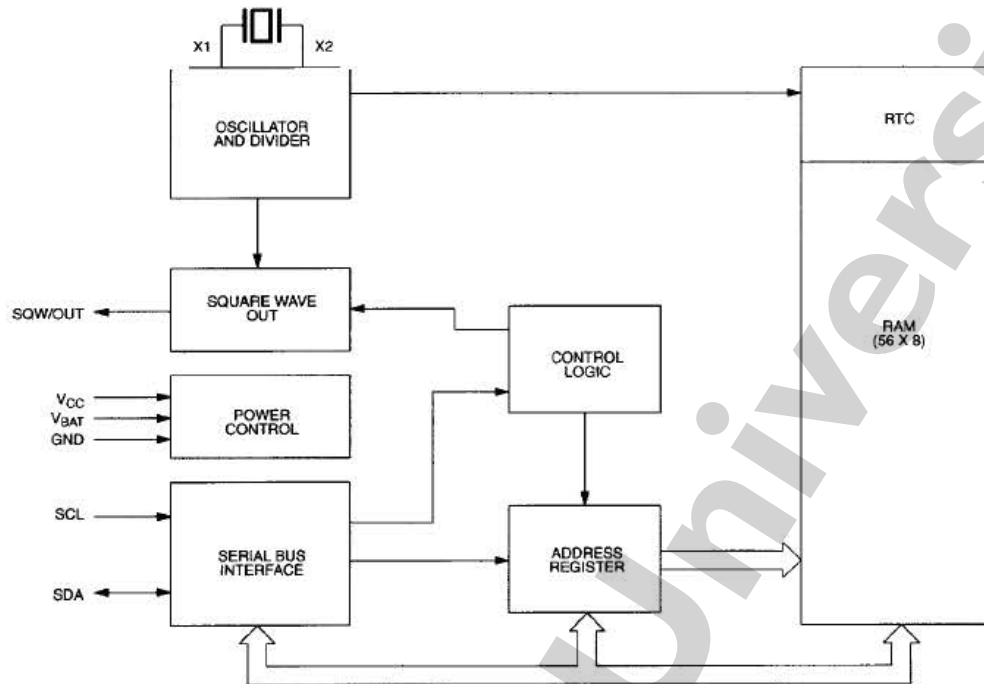 X1
X2
OSCILLATOR
AND DIVIDER
RTC
SQW/OUT
SQUARE WAVE
OUT
CONTROL
LOGIC
RAM
(56 X 8)
VCC
VBAT
GND
POWER
CONTROL
SCL
SDA
SERIAL BUS
INTERFACE
ADDRESS
REGISTER
Universi